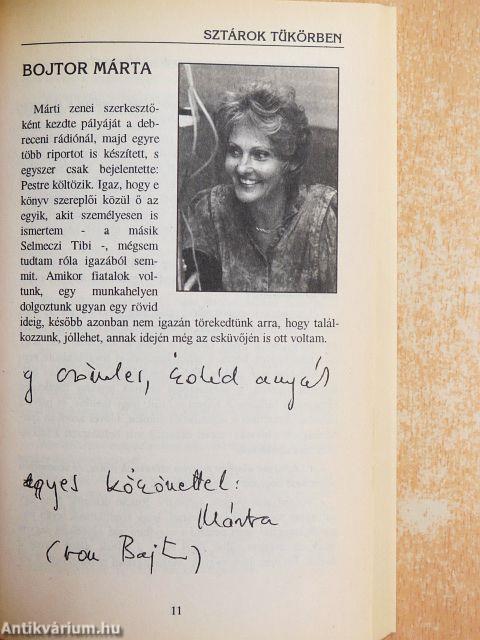 SZTÁROK TÜKÖRBEN
BOJTOR MÁRTA
Márti zenei szerkesztő-
ként kezdte pályáját a deb-
receni rádiónál, majd egyre
több riportot is készített, s
egyszer csak bejelentette:
Pestre költözik. Igaz, hogy e
könyv szereplői közül ő az
egyik, akit személyesen is
ismertem - a másik
Selmeczi Tibi -, mégsem
tudtam róla igazából sem-
mit. Amikor fiatalok vol-
tunk, egy munkahelyen
dolgoztunk ugyan egy rövid
ideig, később azonban nem igazán törekedtünk arra, hogy talál-
kozzunk, jóllehet, annak idején még az esküvőjén is ott voltam.
egyes köszönettel:
Márta
11
Antikvárium.hu